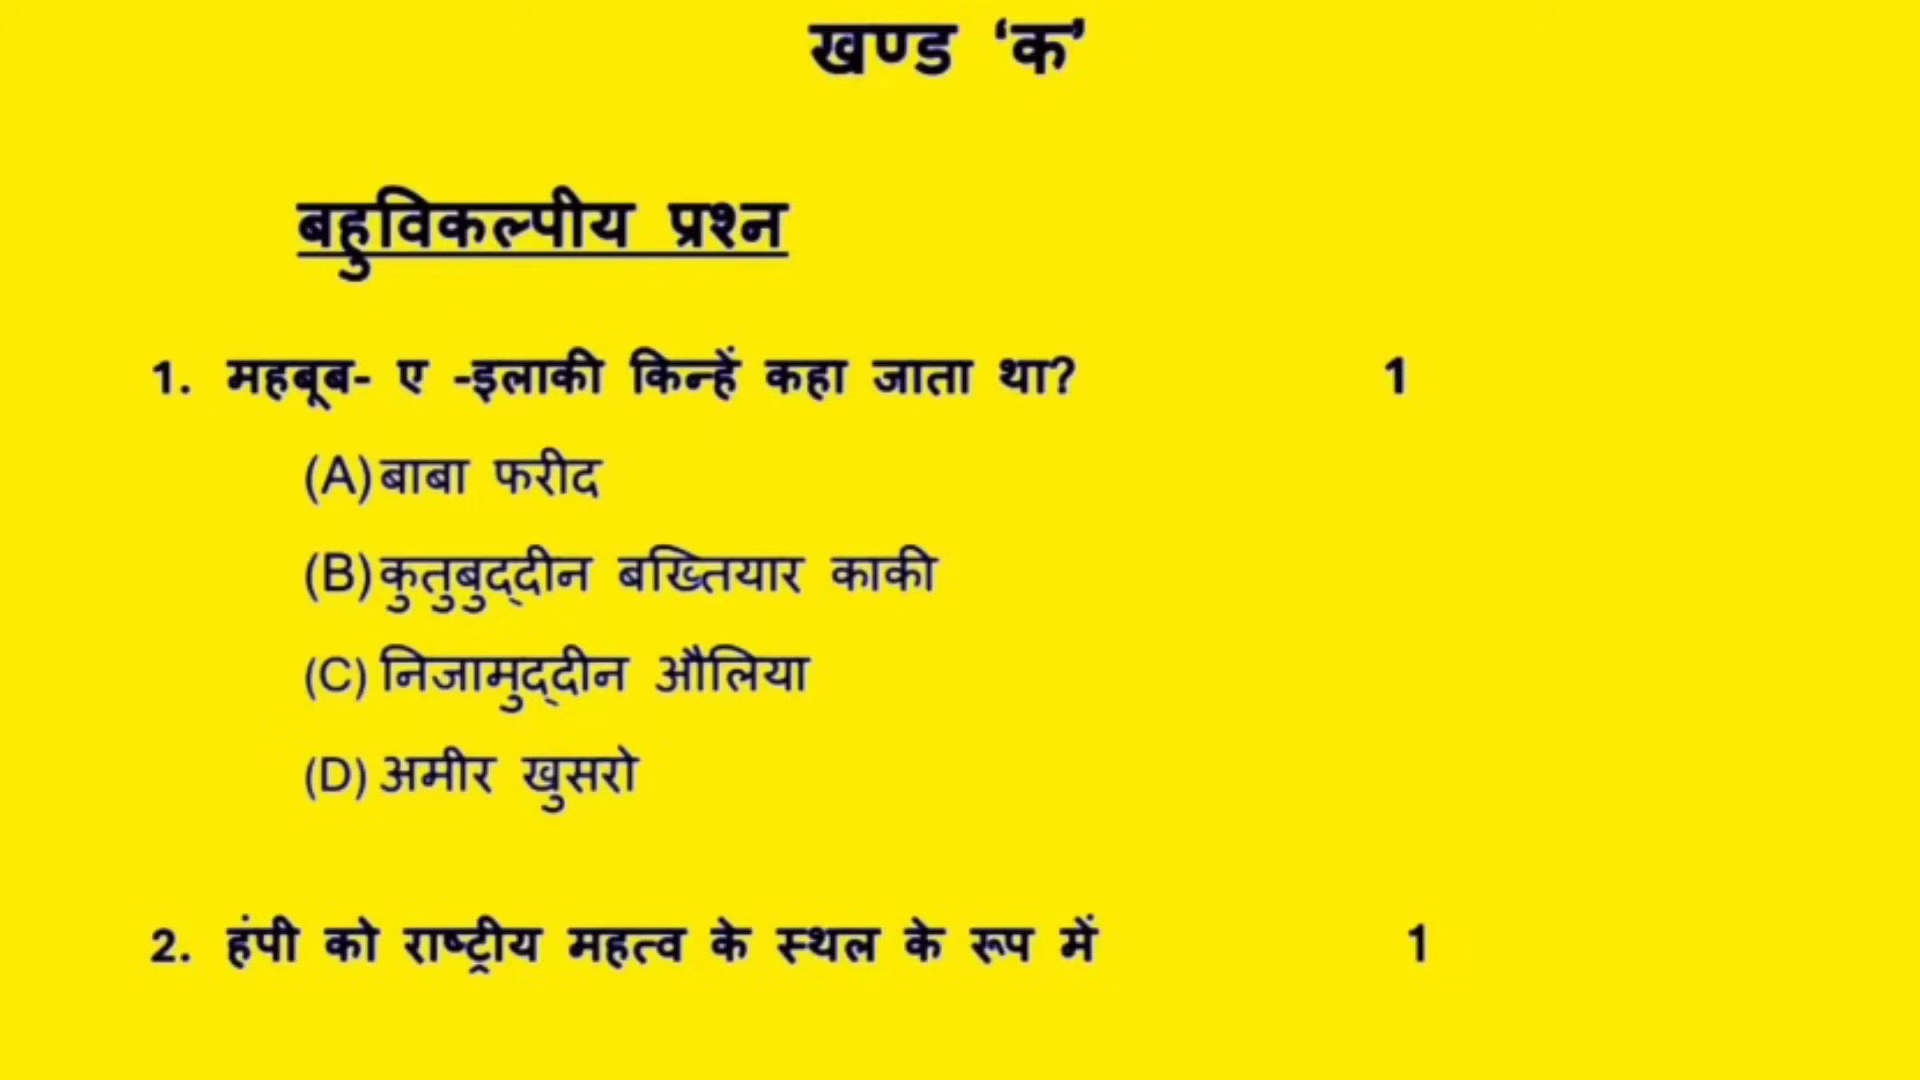 खण्ड ‘क’
बहुविकल्पीय प्रश्न
1. महबूब- ए -इलाकी किन्हें कहा जाता था? 1
(A) बाबा फरीद
(B) कुतुबुद्दीन बख्तियार काकी
(C) निजामुद्दीन औलिया
(D) अमीर खुसरो
2. हंपी को राष्ट्रीय महत्व के स्थल के रूप में 1